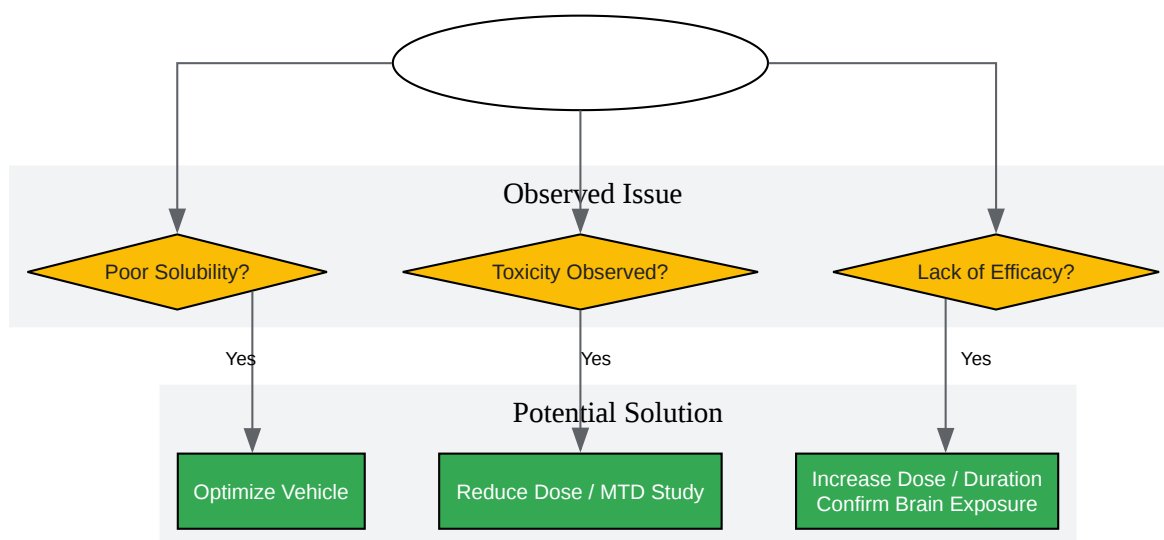 Observed Issue
Poor Solubility?
Toxicity Observed?
Lack of Efficacy?
Yes
Yes
Yes
Potential Solution
Optimize Vehicle
Reduce Dose / MTD Study
Increase Dose / Duration
Confirm Brain Exposure